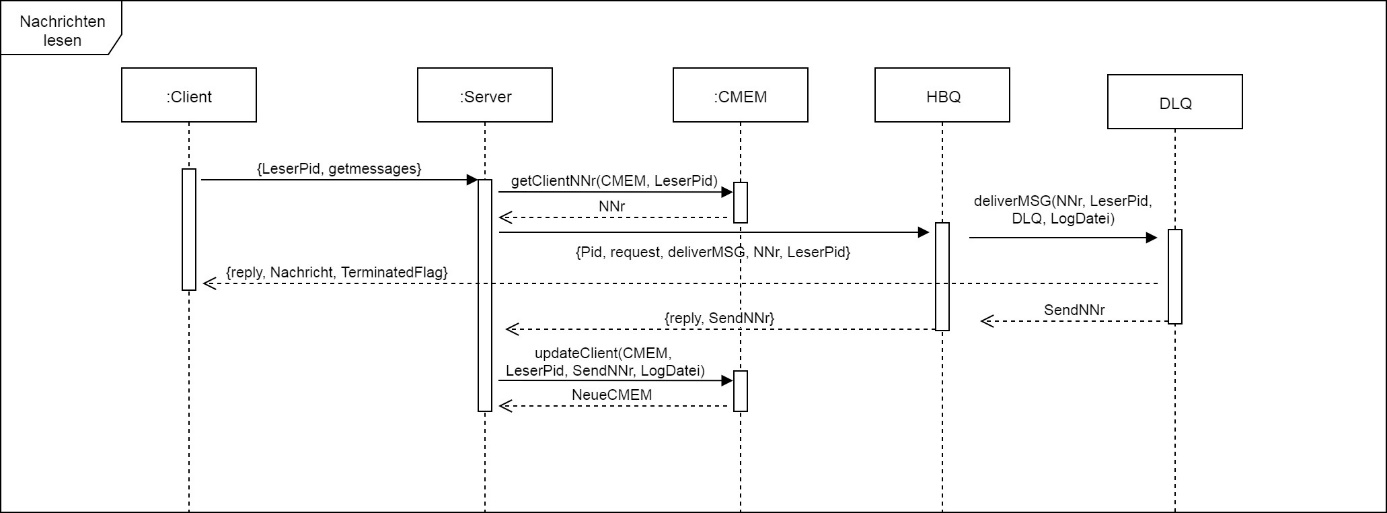 Nachrichten
lesen
:Client
:Server
:CMEM
HBQ
DLQ
{LeserPid, getmessages}
getClientNNr(CMEM, LeserPid)
NNr
deliverMSG(NNr, LeserPid,
DLQ, LogDatei)
{Pid, request, deliverMSG, NNr, LeserPid}
{reply, Nachricht, TerminatedFlag}
SendNNr
{reply, SendNNr}
updateClient(CMEM,
LeserPid, SendNNr, LogDatei)
NeueCMEM